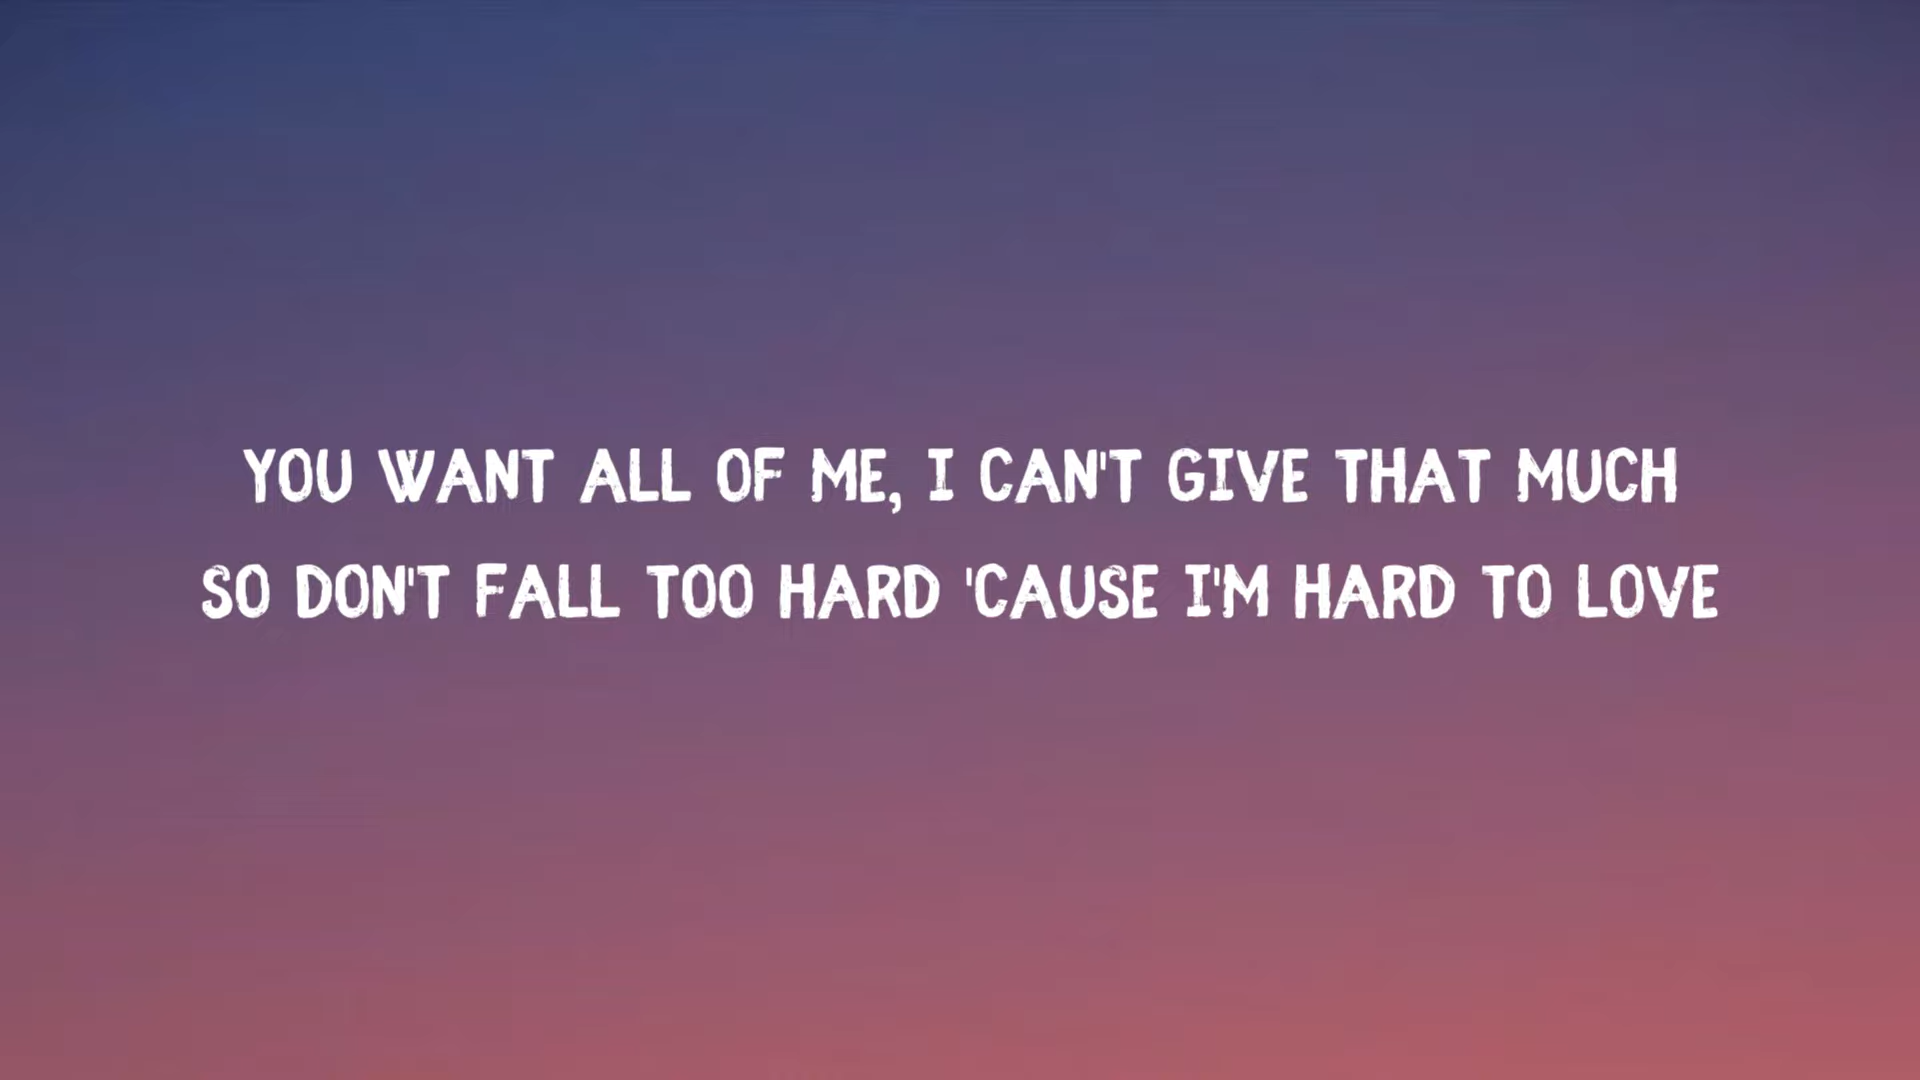 YOU WANT ALL OF ME, I CAN'T GIVE THAT MUCH
SO DON'T FALL TOO HARD 'CAUSE I'M HARD TO LOVE